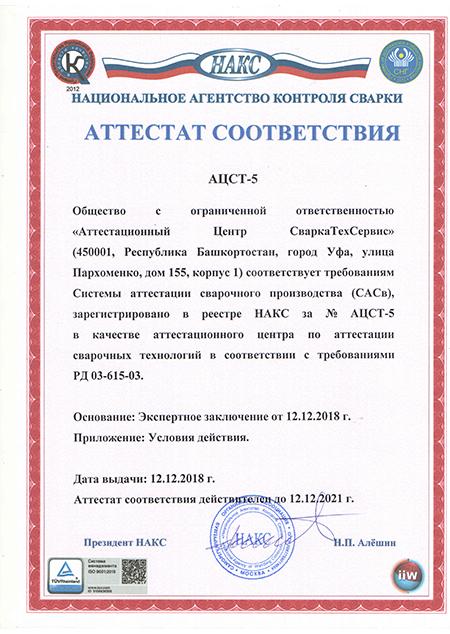 НАКС
СНГ
2012
НАЦИОНАЛЬНОЕ АГЕНТСТВО КОНТРОЛЯ СВАРКИ
АТТЕСТАТ СООТВЕТСТВИЯ
АЦСТ-5
Общество с ограниченной ответственностью
«Аттестационный Центр СваркаТехСервис»
(450001, Республика Башкортостан, город Уфа, улица
Пархоменко, дом 155, корпус 1) соответствует требованиям
Системы аттестации сварочного производства (САСв),
зарегистрировано в реестре НАКС за № АЦСТ-5
в качестве аттестационного центра по аттестации
сварочных технологий в соответствии с требованиями
РД 03-615-03.
Основание: Экспертное заключение от 12.12.2018 г.
Приложение: Условия действия.
Дата выдачи: 12.12.2018 г.
Аттестат соответствия действителен до 12.12.2021 г.
Президент НАКС
НАКС
МОСКВА
Н.П. Алёшин
TÜVRheinland
Система
менеджмента
iiw